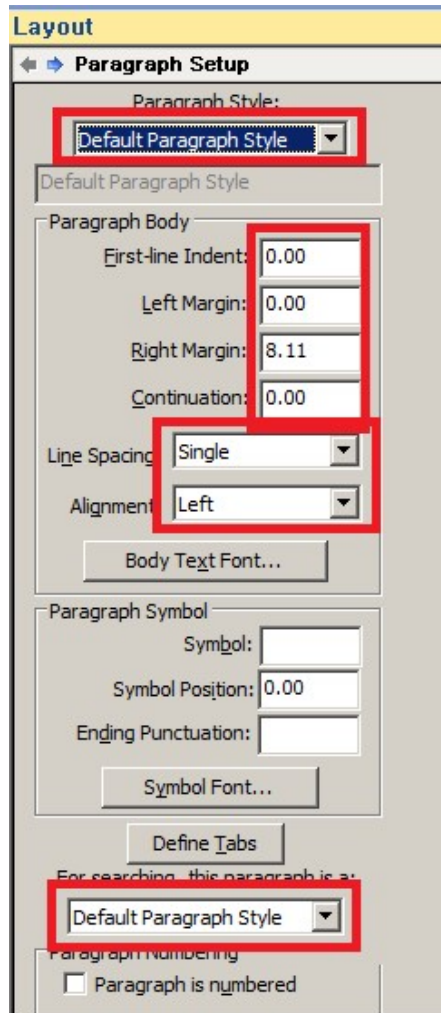 Layout
Paragraph Setup
Paragraph Style:
Default Paragraph Style
Default Paragraph Style
Paragraph Body
First-line Indent: 0.00
Left Margin: 0.00
Right Margin: 8.11
Continuation: 0.00
Line Spacing Single
Alignment Left
Body Text Font...
Paragraph Symbol
Symbol:
Symbol Position: 0.00
Ending Punctuation:
Symbol Font...
Define Tabs
For searching, this paragraph is a:
Default Paragraph Style
Paragraph Numbering
Paragraph is numbered